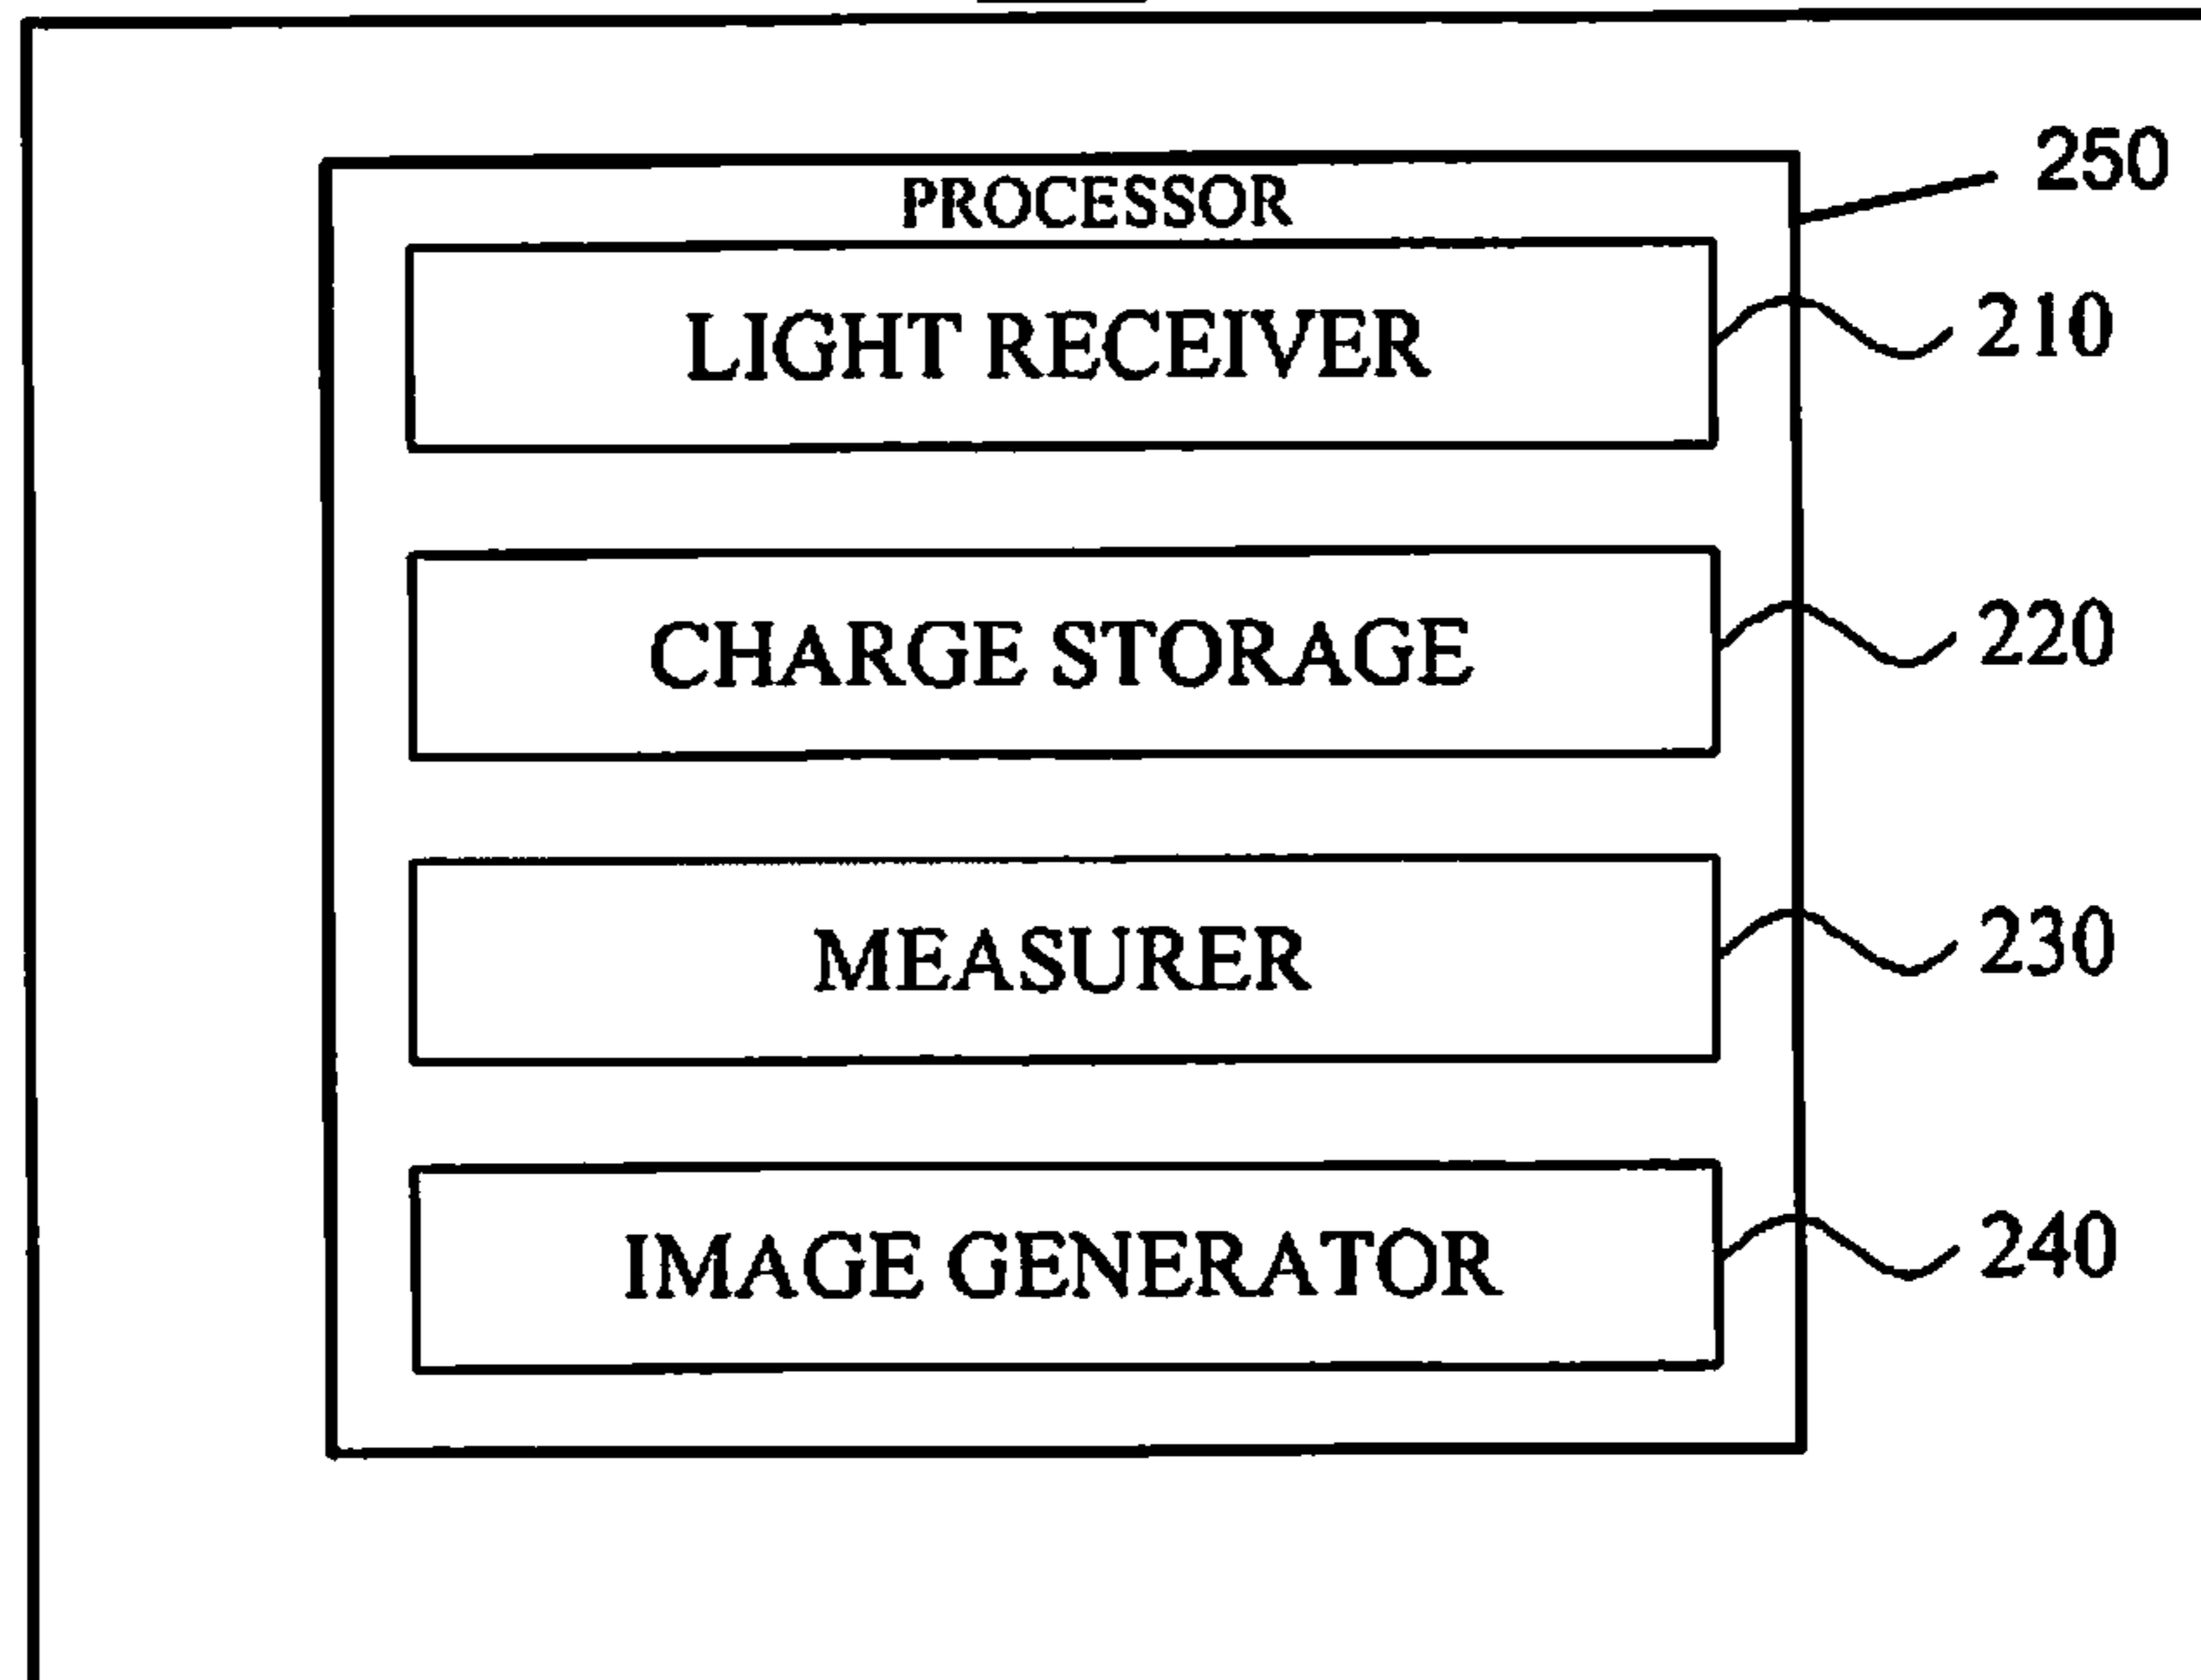 PROCESSOR
250
LIGHT RECEIVER
210
CHARGE STORAGE
220
MEASURER
230
IMAGE GENERATOR
240